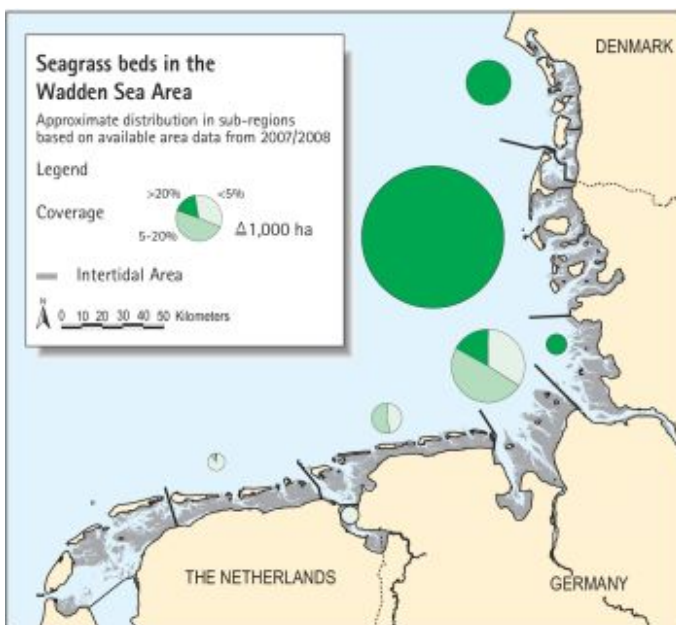 Seagrass beds in the
Wadden Sea Area
Approximate distribution in sub-regions
based on available area data from 2007/2008
Legend
>20%
<5%
Coverage
5-20%
Δ1,000 ha
Intertidal Area
N
0 10 20 30 40 50 Kilometers
DENMARK
THE NETHERLANDS
GERMANY